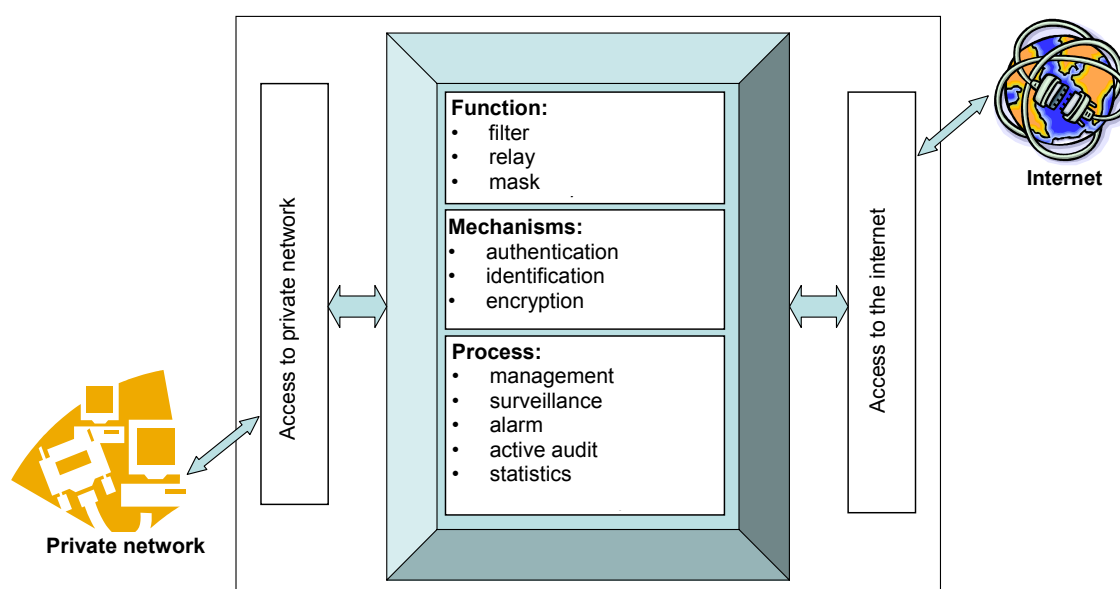 Function:
• filter
• relay
• mask
Mechanisms:
• authentication
• identification
• encryption
Process:
• management
• surveillance
• alarm
• active audit
• statistics
Access to private network
Access to the internet
Internet
Private network